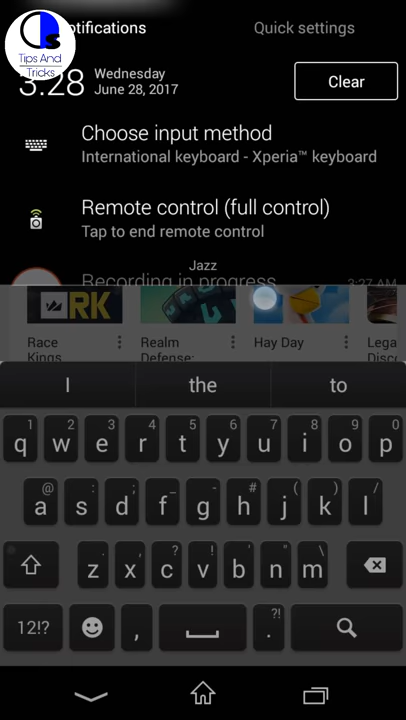 Notifications
Quick settings
Tips And
Tricks
3:28
Wednesday
June 28, 2017
Clear
Choose input method
International keyboard - Xperia™ keyboard
Remote control (full control)
Tap to end remote control
Jazz
Recording in progress
3:27 AM
RK
Race
Kings
Realm
Defense:
Hay Day
Lega
Disc
I the to
1 2 3 4 5 6 7 8 9 0
q w e r t y u i o p
@ : ; _ - # ( ) /
a s d f g h j k l
. , ? ! ' " \
z x c v b n m
12!? , . ?!